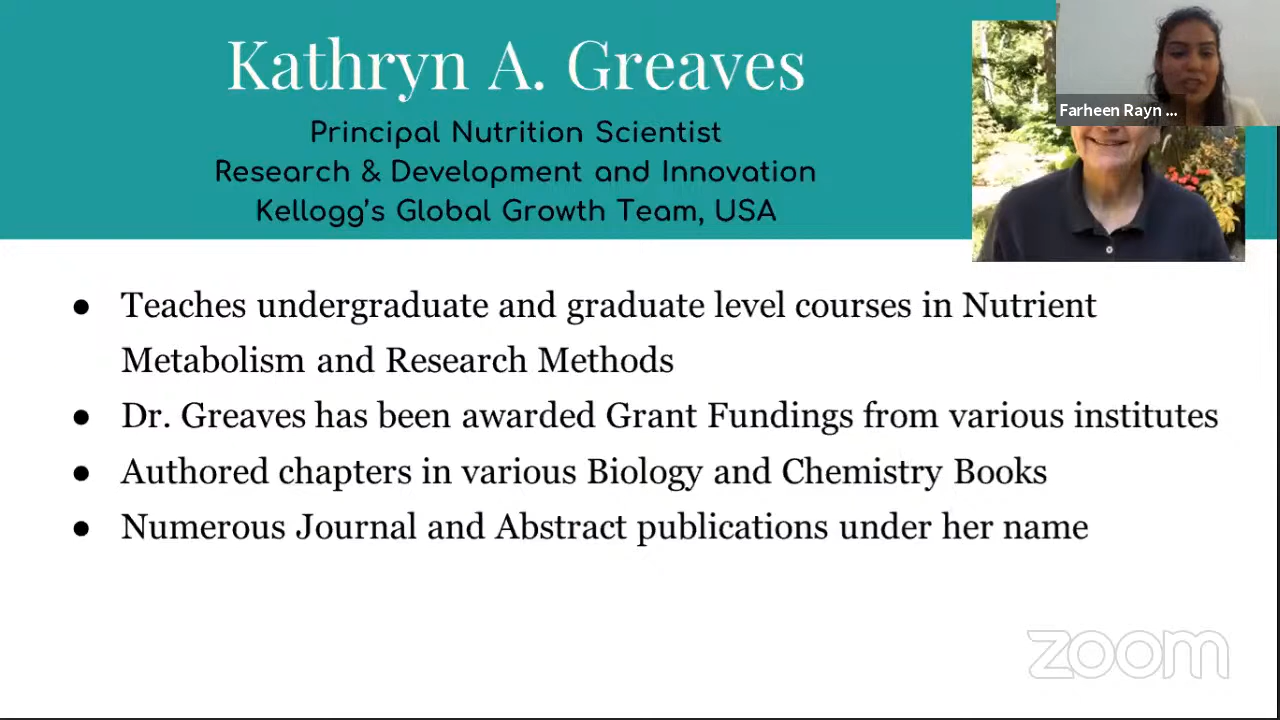 Kathryn A. Greaves
Principal Nutrition Scientist
Research & Development and Innovation
Kellogg's Global Growth Team, USA
Farheen Rayn ...
● Teaches undergraduate and graduate level courses in Nutrient
Metabolism and Research Methods
● Dr. Greaves has been awarded Grant Fundings from various institutes
● Authored chapters in various Biology and Chemistry Books
● Numerous Journal and Abstract publications under her name
zoom